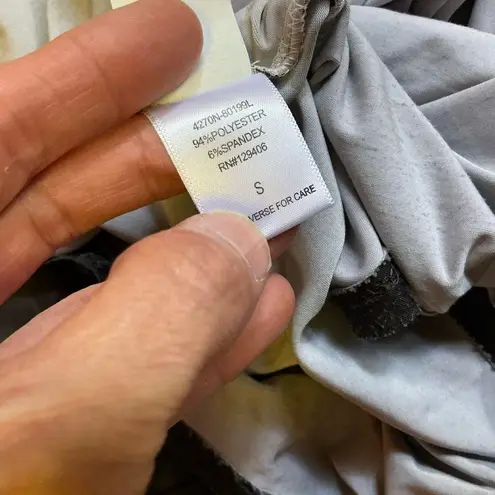 4270N-80199L
94%POLYESTER
6%SPANDEX
RN#129406
S
VERSE FOR CARE